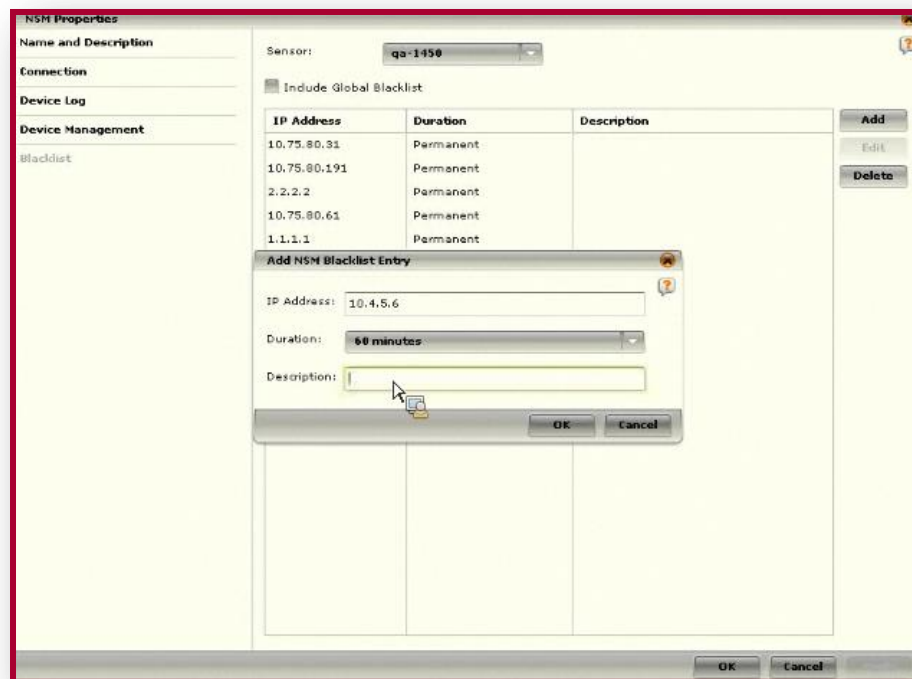 NSM Properties
Name and Description
Connection
Device Log
Device Management
Blacklist
Sensor: qa-1450
Include Global Blacklist
IP Address Duration Description
10.75.80.31 Permanent
10.75.80.191 Permanent
2.2.2.2 Permanent
10.75.80.61 Permanent
1.1.1.1 Permanent
Add
Edit
Delete
Add NSM Blacklist Entry
IP Address: 10.4.5.6
Duration: 60 minutes
Description:
OK Cancel
OK Cancel